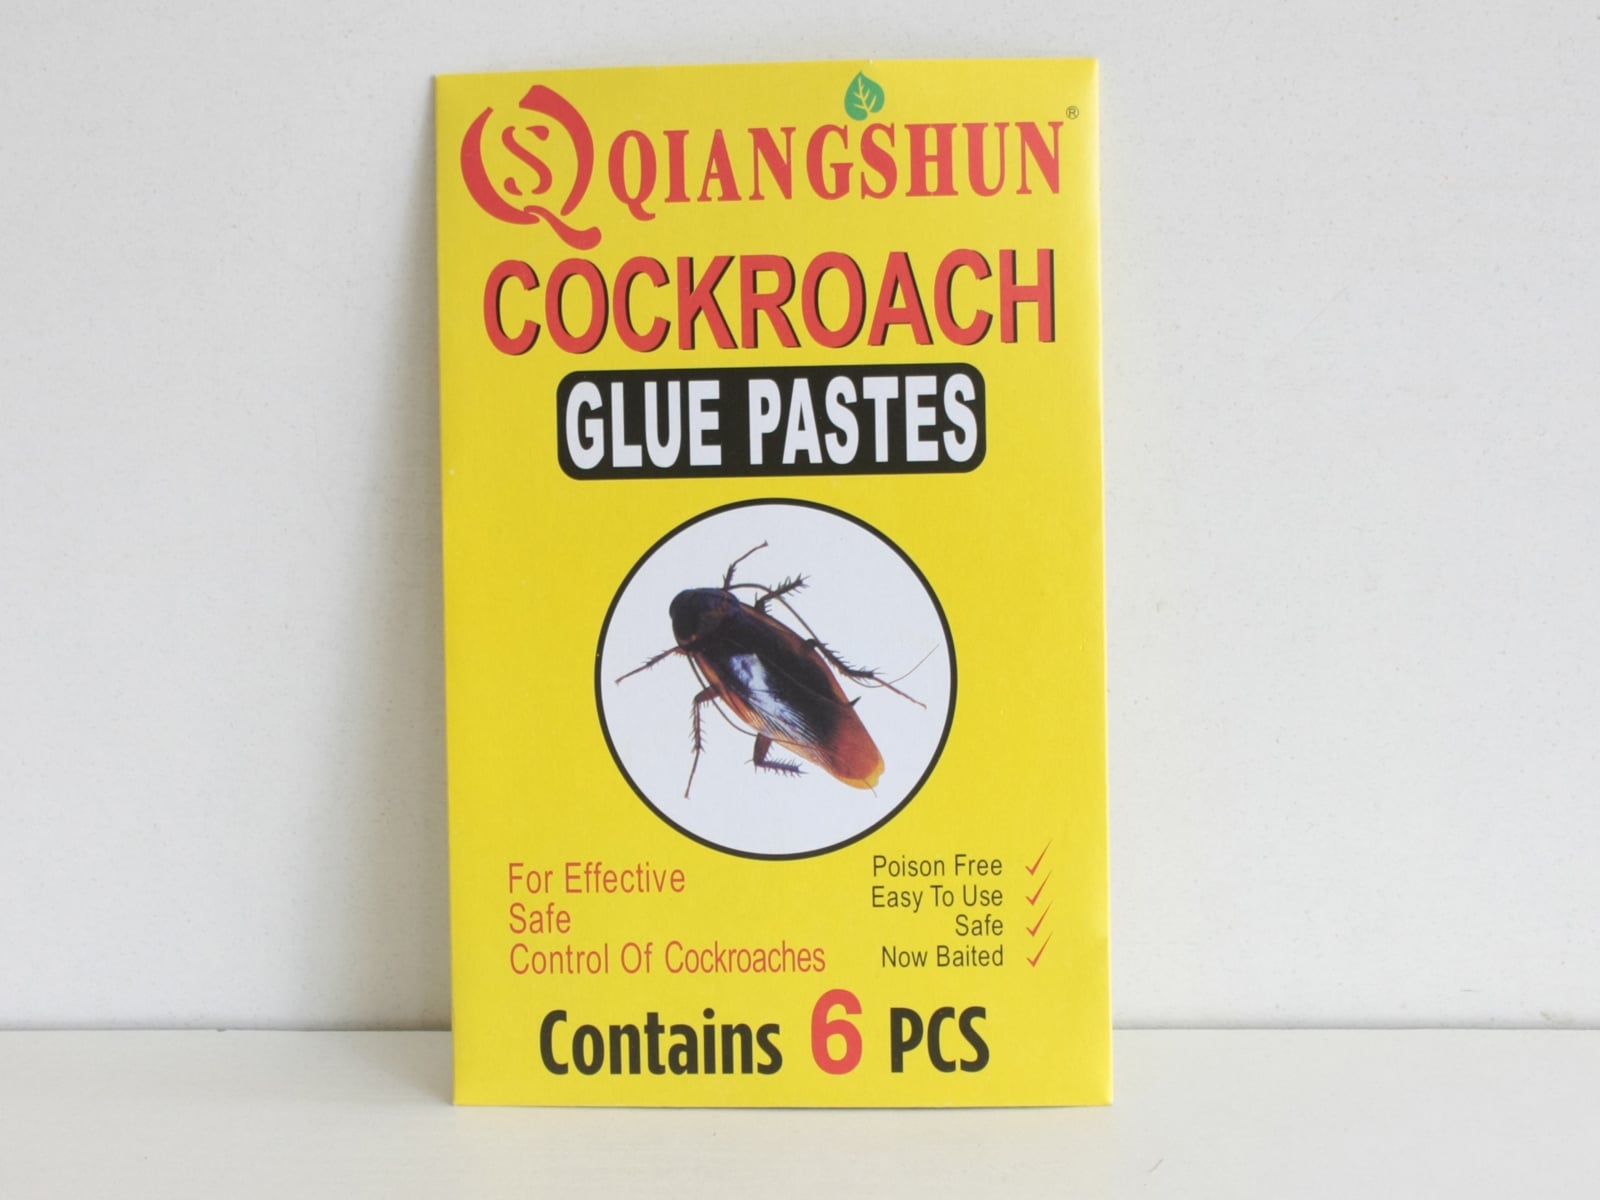 QS QIANGSHUN®
COCKROACH
GLUE PASTES
For Effective
Safe
Control Of Cockroaches
Poison Free ✓
Easy To Use ✓
Safe ✓
Now Baited ✓
Contains 6 PCS